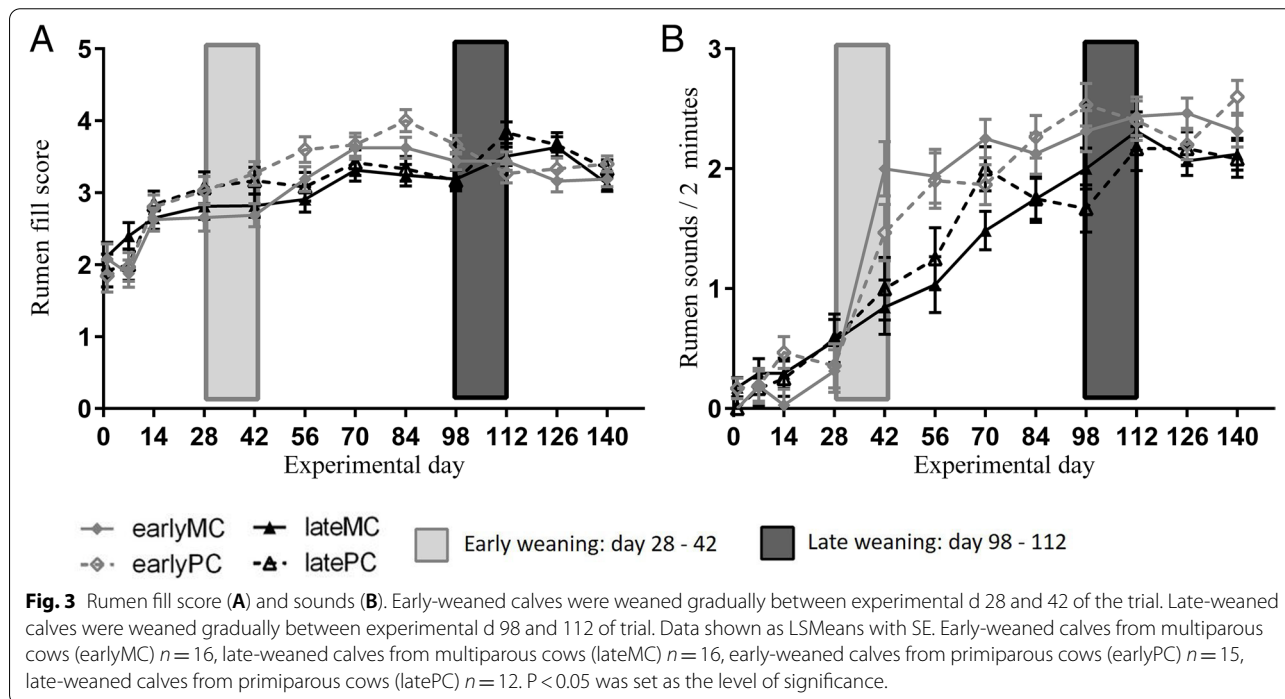 A
B
Rumen fill score
5
4
3
2
1
0
0 14 28 42 56 70 84 98 112 126 140
Experimental day
Rumen sounds / 2 minutes
3
2
1
0
0 14 28 42 56 70 84 98 112 126 140
Experimental day
earlyMC
lateMC
earlyPC
latePC
Early weaning: day 28 - 42
Late weaning: day 98 - 112
Fig. 3 Rumen fill score (A) and sounds (B). Early-weaned calves were weaned gradually between experimental d 28 and 42 of the trial. Late-weaned
calves were weaned gradually between experimental d 98 and 112 of trial. Data shown as LSMeans with SE. Early-weaned calves from multiparous
cows (earlyMC) n = 16, late-weaned calves from multiparous cows (lateMC) n = 16, early-weaned calves from primiparous cows (earlyPC) n = 15,
late-weaned calves from primiparous cows (latePC) n = 12. P < 0.05 was set as the level of significance.